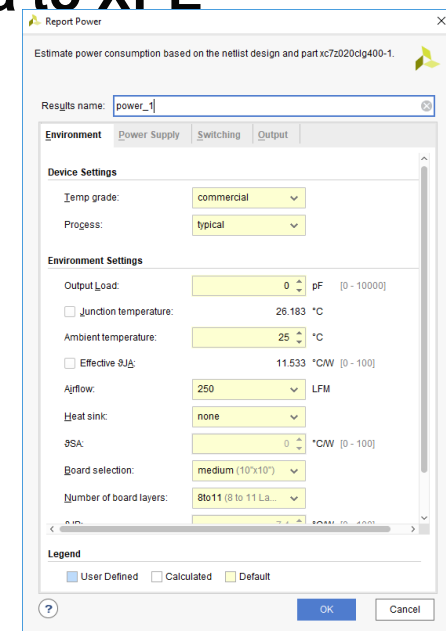 Report Power
Estimate power consumption based on the netlist design and part xc7z020clg400-1.
Results name: power_1
Environment Power Supply Switching Output
Device Settings
Temp grade: commercial
Process: typical
Environment Settings
Output Load: 0 pF [0 - 10000]
Junction temperature: 26.183 °C
Ambient temperature: 25 °C
Effective ϑJA: 11.533 °C/W [0 - 100]
Airflow: 250 LFM
Heat sink: none
ϑSA: 0 °C/W [0 - 100]
Board selection: medium (10"x10")
Number of board layers: 8to11 (8 to 11 La...
Legend
User Defined Calculated Default
? OK Cancel